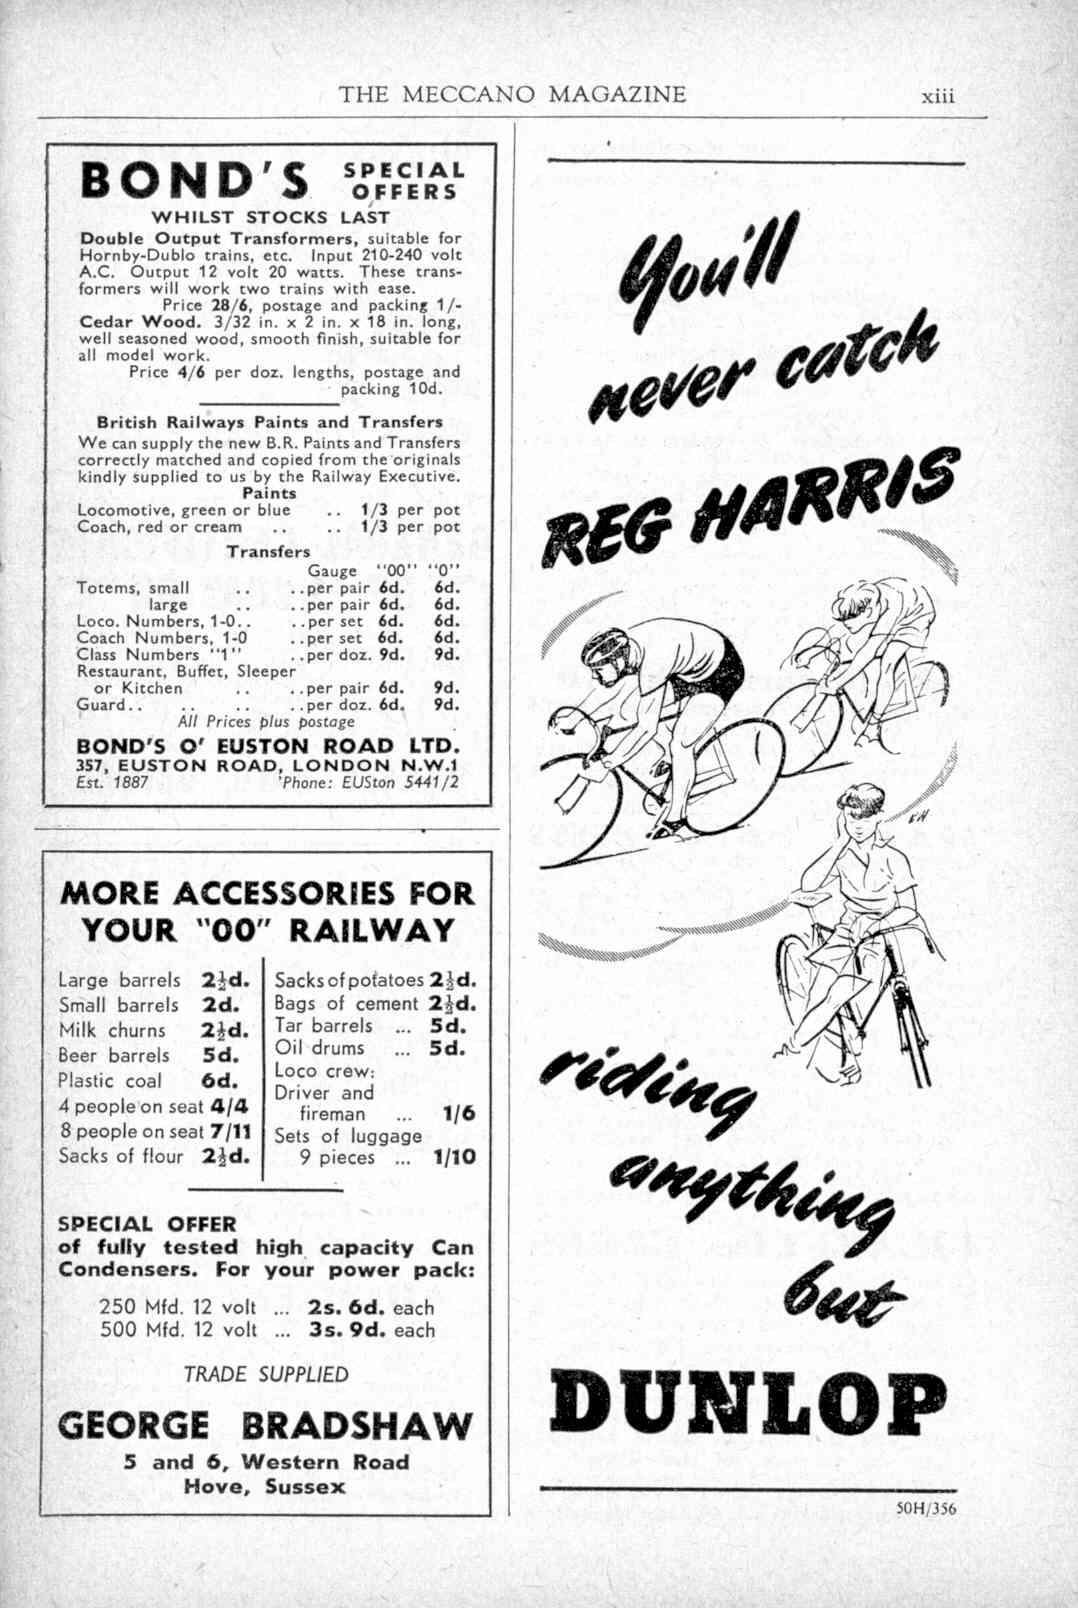 THE MECCANO MAGAZINE xiii
BOND'S SPECIAL OFFERS
WHILST STOCKS LAST
Double Output Transformers, suitable for
Hornby-Dublo trains, etc. Input 210-240 volt
A.C. Output 12 volt 20 watts. These trans-
formers will work two trains with ease.
Price 28/6, postage and packing 1/-
Cedar Wood. 3/32 in. x 2 in. x 18 in. long,
well seasoned wood, smooth finish, suitable for
all model work.
Price 4/6 per doz. lengths, postage and
packing 10d.
British Railways Paints and Transfers
We can supply the new B.R. Paints and Transfers
correctly matched and copied from the originals
kindly supplied to us by the Railway Executive.
Paints
Locomotive, green or blue .. 1/3 per pot
Coach, red or cream .. .. 1/3 per pot
Transfers
Gauge "00" "0"
Totems, small .. ..per pair 6d. 6d.
large .. ..per pair 6d. 6d.
Loco. Numbers, 1-0.. ..per set 6d. 6d.
Coach Numbers, 1-0 ..per set 6d. 6d.
Class Numbers "1" ..per doz. 9d. 9d.
Restaurant, Buffet, Sleeper
or Kitchen .. ..per pair 6d. 9d.
Guard.. .. .. ..per doz. 6d. 9d.
All Prices plus postage
BOND'S O' EUSTON ROAD LTD.
357, EUSTON ROAD, LONDON N.W.1
Est. 1887 'Phone: EUSton 5441/2
MORE ACCESSORIES FOR
YOUR "00" RAILWAY
Large barrels 2½d.
Small barrels 2d.
Milk churns 2½d.
Beer barrels 5d.
Plastic coal 6d.
4 people on seat 4/4
8 people on seat 7/11
Sacks of flour 2½d.
Sacks of potatoes 2½d.
Bags of cement 2½d.
Tar barrels ... 5d.
Oil drums ... 5d.
Loco crew:
Driver and
fireman ... 1/6
Sets of luggage
9 pieces ... 1/10
SPECIAL OFFER
of fully tested high capacity Can
Condensers. For your power pack:
250 Mfd. 12 volt ... 2s. 6d. each
500 Mfd. 12 volt ... 3s. 9d. each
TRADE SUPPLIED
GEORGE BRADSHAW
5 and 6, Western Road
Hove, Sussex
You'll
never catch
REG HARRIS
riding
anything
but
DUNLOP
50H/356